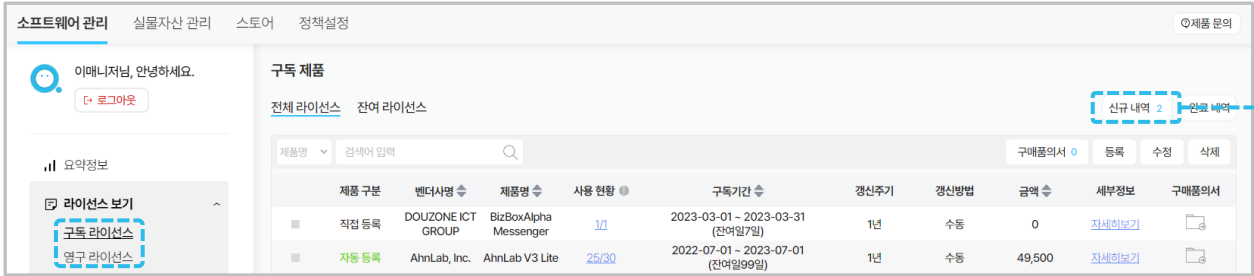 소프트웨어 관리 실물자산 관리 스토어 정책설정 제품 문의
이매니저님, 안녕하세요.
로그아웃
요약정보
라이선스 보기
구독 라이선스
영구 라이선스
구독 제품
전체 라이선스 잔여 라이선스 신규 내역 2 완료 내역
제품명 검색어 입력 구매품의서 0 등록 수정 삭제
제품 구분 벤더사명 제품명 사용 현황 구독기간 갱신주기 갱신방법 금액 세부정보 구매품의서
직접 등록 DOUZONE ICT GROUP BizBoxAlpha Messenger 1/1 2023-03-01 ~ 2023-03-31 (잔여일7일) 1년 수동 0 자세히보기
자동 등록 AhnLab, Inc. AhnLab V3 Lite 25/30 2022-07-01 ~ 2023-07-01 (잔여일99일) 1년 수동 49,500 자세히보기